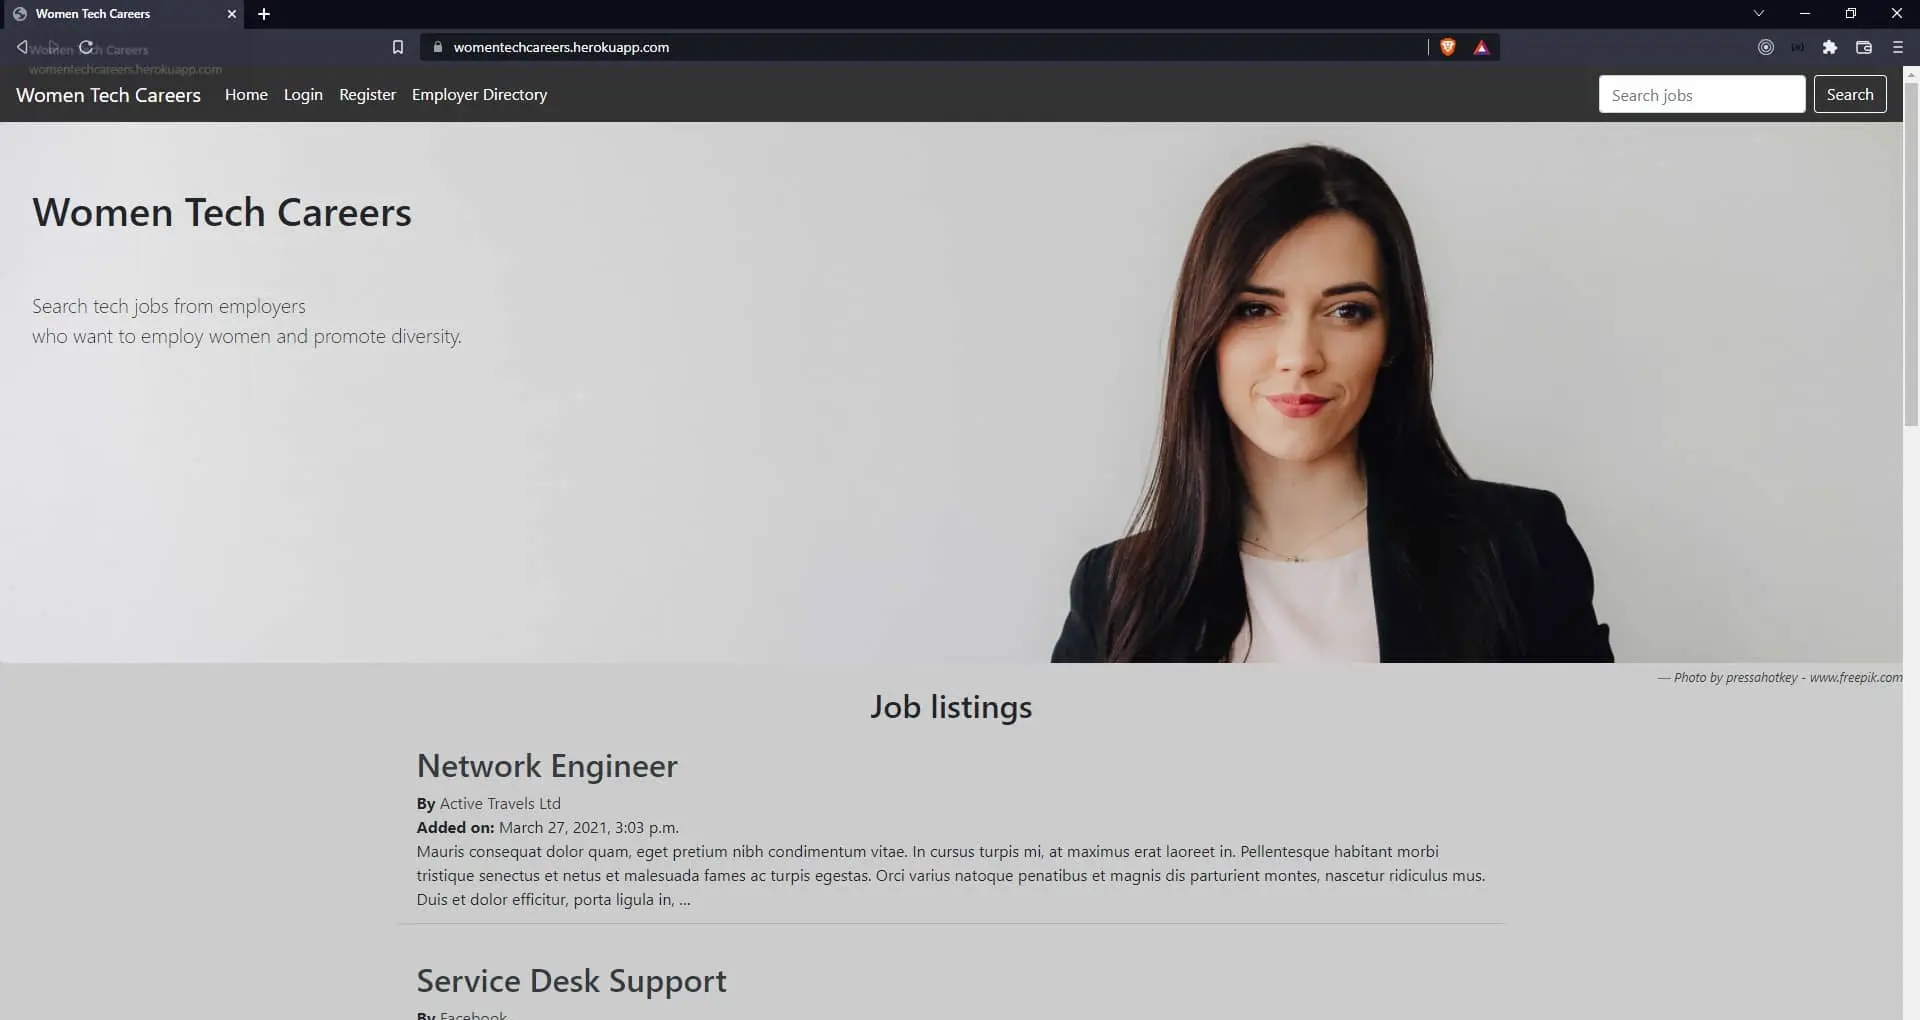 Women Tech Careers
womentechcareers.herokuapp.com
Women Tech Careers
womentechcareers.herokuapp.com
Women Tech Careers Home Login Register Employer Directory Search jobs Search
Women Tech Careers
Search tech jobs from employers
who want to employ women and promote diversity.
— Photo by pressahotkey - www.freepik.com
Job listings
Network Engineer
By Active Travels Ltd
Added on: March 27, 2021, 3:03 p.m.
Mauris consequat dolor quam, eget pretium nibh condimentum vitae. In cursus turpis mi, at maximus erat laoreet in. Pellentesque habitant morbi
tristique senectus et netus et malesuada fames ac turpis egestas. Orci varius natoque penatibus et magnis dis parturient montes, nascetur ridiculus mus.
Duis et dolor efficitur, porta ligula in, ...
Service Desk Support
By Facebook